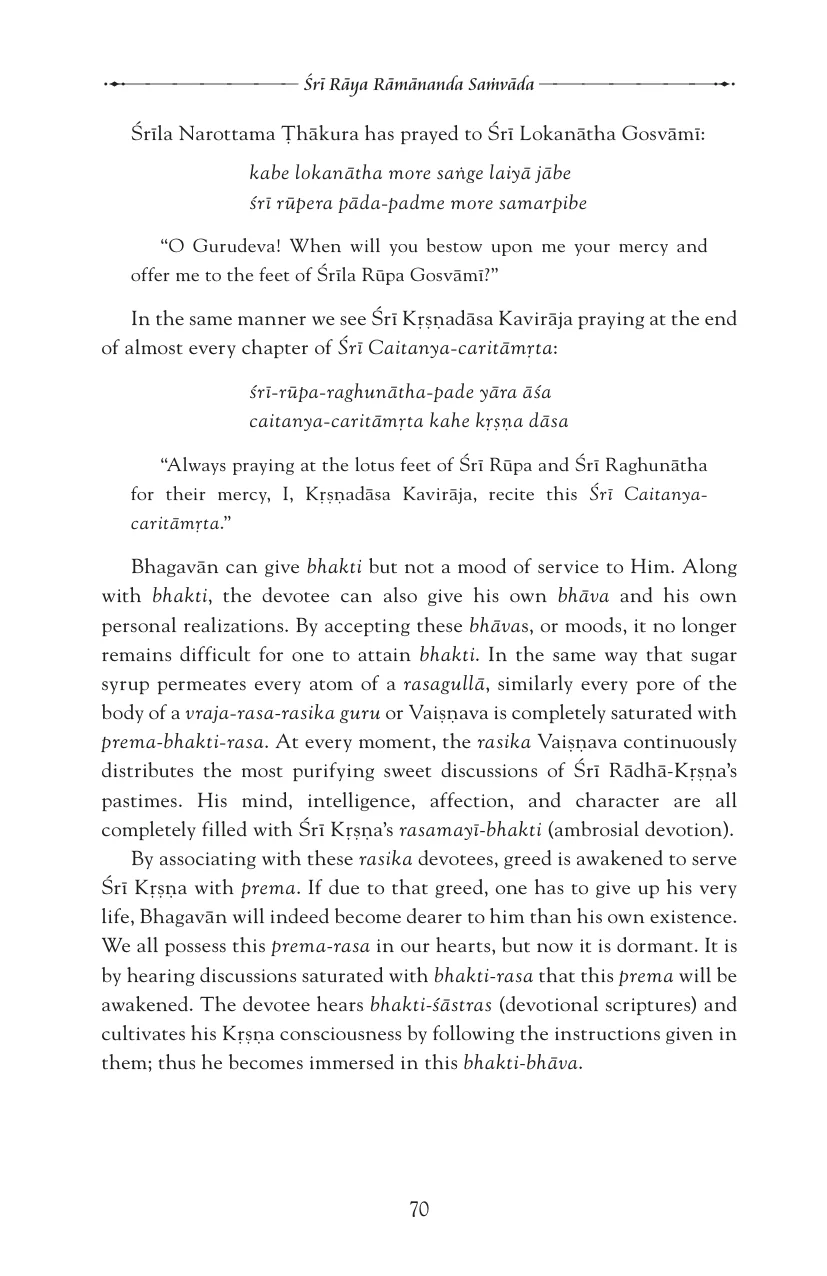 Śrī Rāya Rāmānanda Saṁvāda
Śrīla Narottama Ṭhākura has prayed to Śrī Lokanātha Gosvāmī:
kabe lokanātha more saṅge laiyā jābe
śrī rūpera pāda-padme more samarpibe
“O Gurudeva! When will you bestow upon me your mercy and
offer me to the feet of Śrīla Rūpa Gosvāmī?”
In the same manner we see Śrī Kṛṣṇadāsa Kavirāja praying at the end
of almost every chapter of Śrī Caitanya-caritāmṛta:
śrī-rūpa-raghunātha-pade yāra āśa
caitanya-caritāmṛta kahe kṛṣṇa dāsa
“Always praying at the lotus feet of Śrī Rūpa and Śrī Raghunātha
for their mercy, I, Kṛṣṇadāsa Kavirāja, recite this Śrī Caitanya-
caritāmṛta.”
Bhagavān can give bhakti but not a mood of service to Him. Along
with bhakti, the devotee can also give his own bhāva and his own
personal realizations. By accepting these bhāvas, or moods, it no longer
remains difficult for one to attain bhakti. In the same way that sugar
syrup permeates every atom of a rasagullā, similarly every pore of the
body of a vraja-rasa-rasika guru or Vaiṣṇava is completely saturated with
prema-bhakti-rasa. At every moment, the rasika Vaiṣṇava continuously
distributes the most purifying sweet discussions of Śrī Rādhā-Kṛṣṇa’s
pastimes. His mind, intelligence, affection, and character are all
completely filled with Śrī Kṛṣṇa’s rasamayī-bhakti (ambrosial devotion).
By associating with these rasika devotees, greed is awakened to serve
Śrī Kṛṣṇa with prema. If due to that greed, one has to give up his very
life, Bhagavān will indeed become dearer to him than his own existence.
We all possess this prema-rasa in our hearts, but now it is dormant. It is
by hearing discussions saturated with bhakti-rasa that this prema will be
awakened. The devotee hears bhakti-śāstras (devotional scriptures) and
cultivates his Kṛṣṇa consciousness by following the instructions given in
them; thus he becomes immersed in this bhakti-bhāva.
70